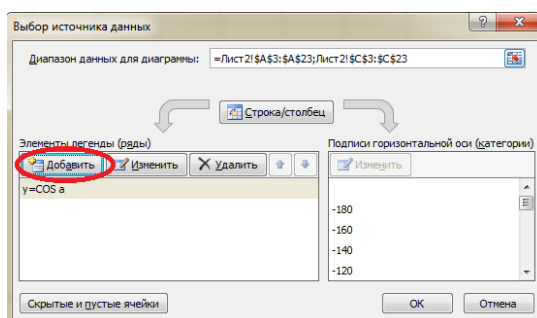 Выбор источника данных
Диапазон данных для диаграммы: =Лист2!$A$3:$A$23;Лист2!$C$3:$C$23
Строка/столбец
Элементы легенды (ряды)
Подписи горизонтальной оси (категории)
Добавить Изменить Удалить
Изменить
y=COS a
-180
-160
-140
-120
Скрытые и пустые ячейки
ОК Отмена